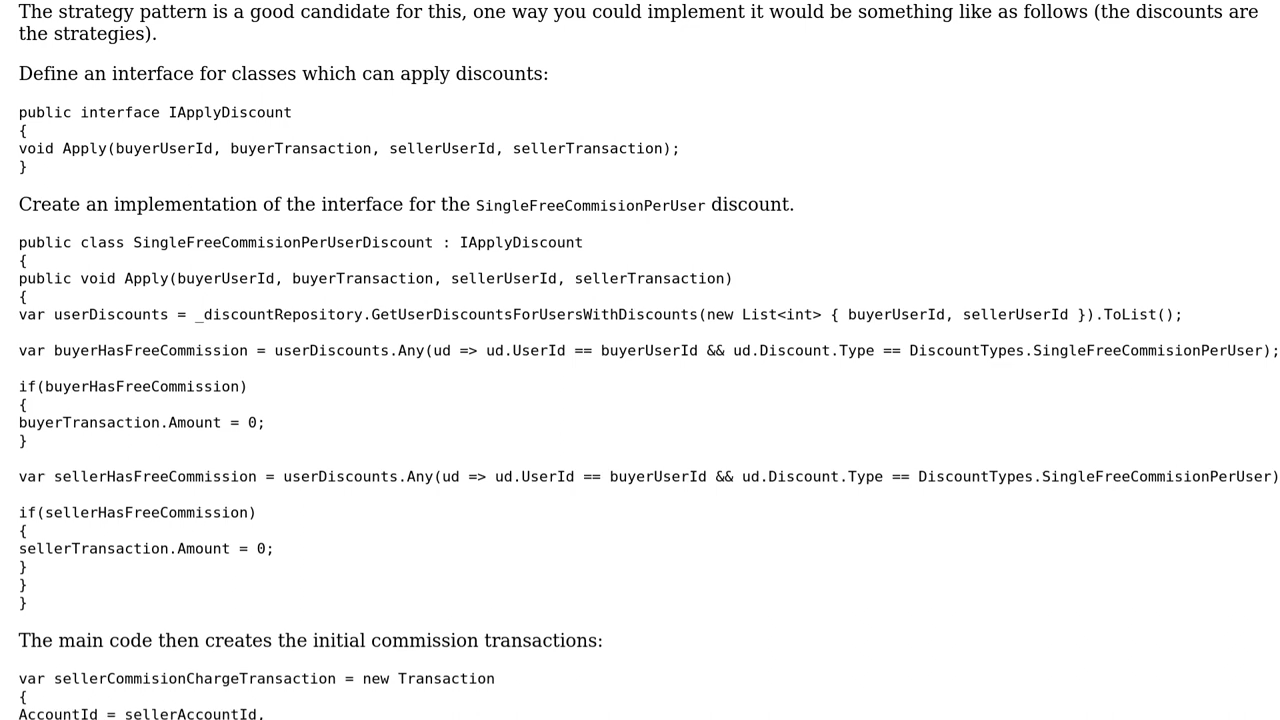 The strategy pattern is a good candidate for this, one way you could implement it would be something like as follows (the discounts are
the strategies).
Define an interface for classes which can apply discounts:
public interface IApplyDiscount
{
void Apply(buyerUserId, buyerTransaction, sellerUserId, sellerTransaction);
}
Create an implementation of the interface for the SingleFreeCommisionPerUser discount.
public class SingleFreeCommisionPerUserDiscount : IApplyDiscount
{
public void Apply(buyerUserId, buyerTransaction, sellerUserId, sellerTransaction)
{
var userDiscounts = _discountRepository.GetUserDiscountsForUsersWithDiscounts(new List<int> { buyerUserId, sellerUserId }).ToList();
var buyerHasFreeCommission = userDiscounts.Any(ud => ud.UserId == buyerUserId && ud.Discount.Type == DiscountTypes.SingleFreeCommisionPerUser);
if(buyerHasFreeCommission)
{
buyerTransaction.Amount = 0;
}
var sellerHasFreeCommission = userDiscounts.Any(ud => ud.UserId == buyerUserId && ud.Discount.Type == DiscountTypes.SingleFreeCommisionPerUser)
if(sellerHasFreeCommission)
{
sellerTransaction.Amount = 0;
}
}
}
The main code then creates the initial commission transactions:
var sellerCommisionChargeTransaction = new Transaction
{
AccountId = sellerAccountId,